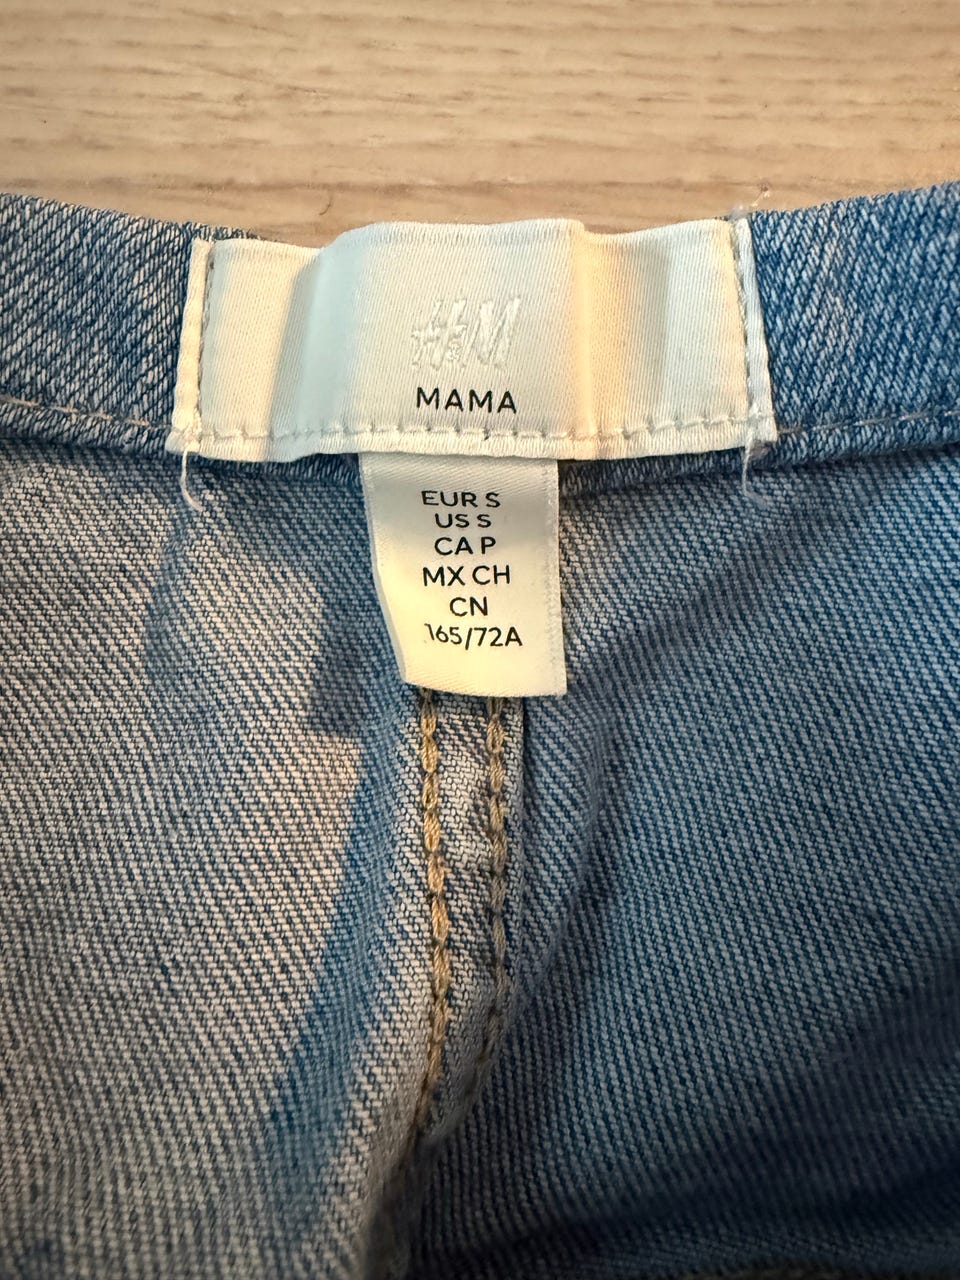 H&M
MAMA
EUR S
US S
CA P
MX CH
CN
165/72A